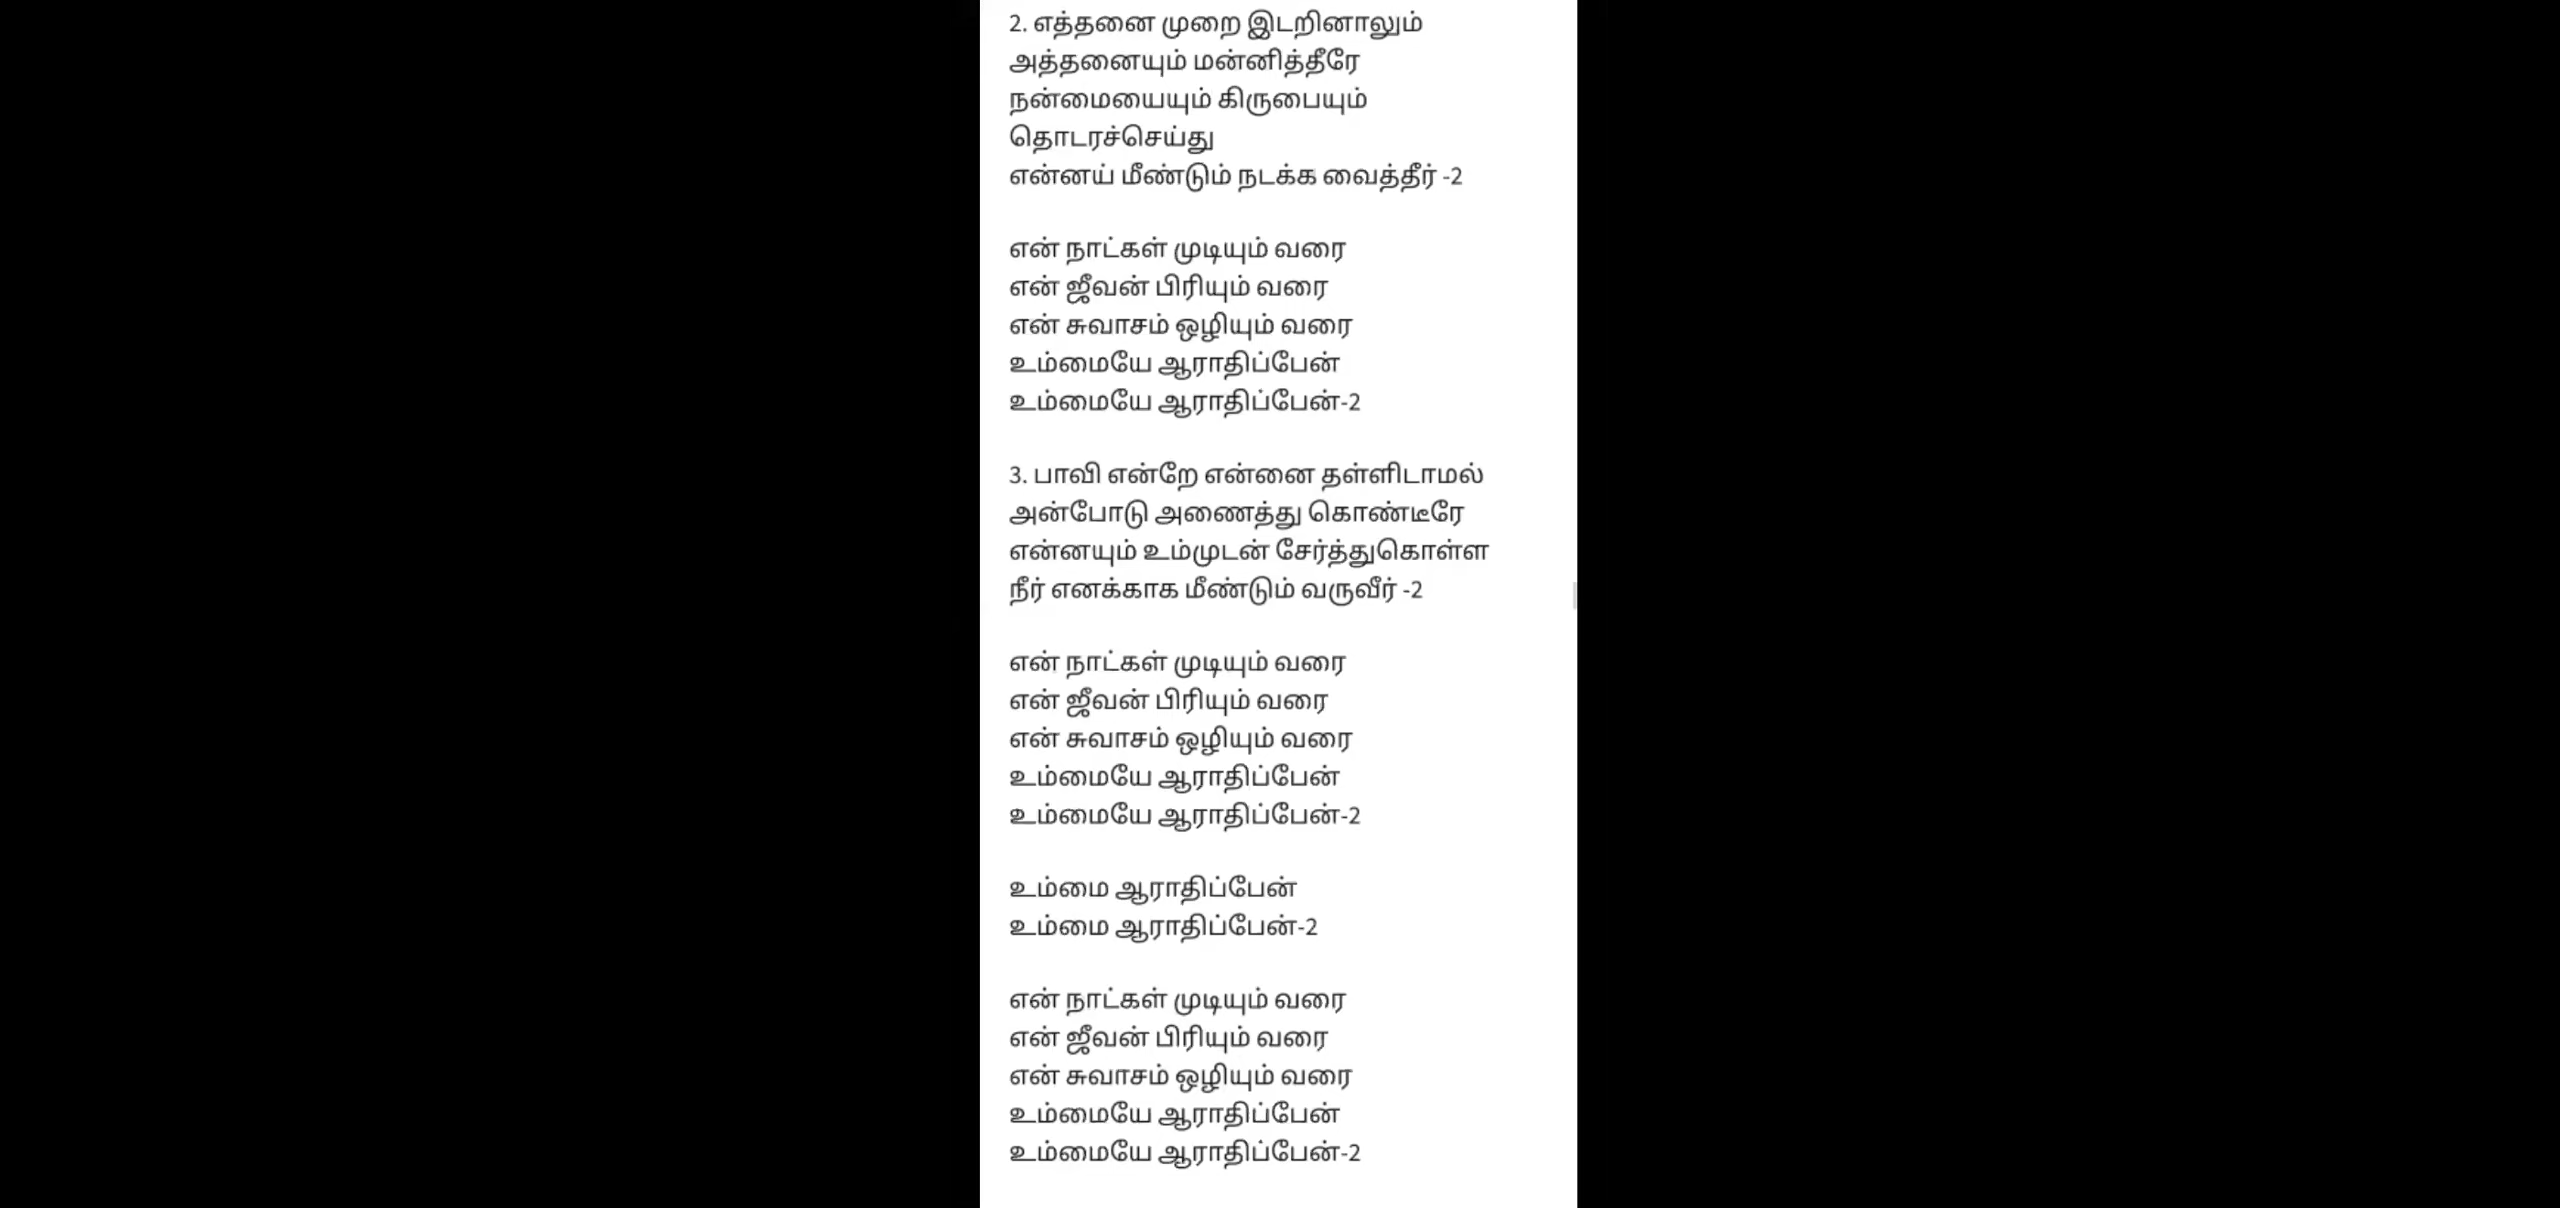 2. எத்தனை முறை இடறினாலும்
அத்தனையும் மன்னித்தீரே
நன்மையையும் கிருபையும்
தொடரச்செய்து
என்னய் மீண்டும் நடக்க வைத்தீர் -2
என் நாட்கள் முடியும் வரை
என் ஜீவன் பிரியும் வரை
என் சுவாசம் ஒழியும் வரை
உம்மையே ஆராதிப்பேன்
உம்மையே ஆராதிப்பேன்-2
3. பாவி என்றே என்னை தள்ளிடாமல்
அன்போடு அணைத்து கொண்டீரே
என்னயும் உம்முடன் சேர்த்துகொள்ள
நீர் எனக்காக மீண்டும் வருவீர் -2
என் நாட்கள் முடியும் வரை
என் ஜீவன் பிரியும் வரை
என் சுவாசம் ஒழியும் வரை
உம்மையே ஆராதிப்பேன்
உம்மையே ஆராதிப்பேன்-2
உம்மை ஆராதிப்பேன்
உம்மை ஆராதிப்பேன்-2
என் நாட்கள் முடியும் வரை
என் ஜீவன் பிரியும் வரை
என் சுவாசம் ஒழியும் வரை
உம்மையே ஆராதிப்பேன்
உம்மையே ஆராதிப்பேன்-2